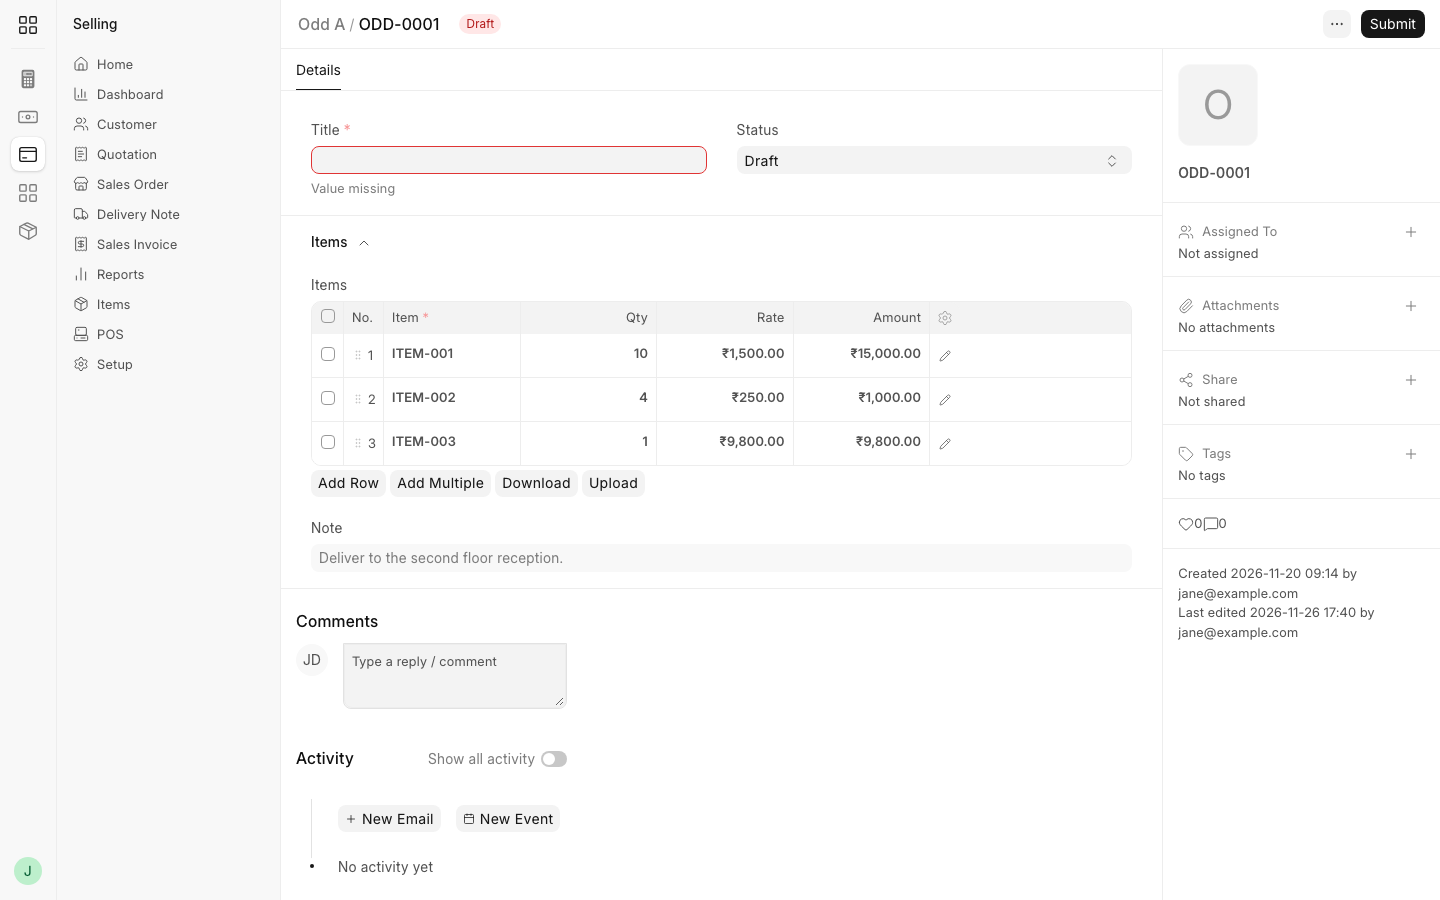 Selling
Home
Dashboard
Customer
Quotation
Sales Order
Delivery Note
Sales Invoice
Reports
Items
POS
Setup
J
Odd A / ODD-0001 Draft
... Submit
Details
Title *
Value missing
Status
Draft
Items
Items
No. Item * Qty Rate Amount
1 ITEM-001 10 ₹1,500.00 ₹15,000.00
2 ITEM-002 4 ₹250.00 ₹1,000.00
3 ITEM-003 1 ₹9,800.00 ₹9,800.00
Add Row Add Multiple Download Upload
Note
Deliver to the second floor reception.
Comments
JD
Type a reply / comment
Activity Show all activity
New Email New Event
No activity yet
O
ODD-0001
Assigned To
Not assigned
Attachments
No attachments
Share
Not shared
Tags
No tags
0 0
Created 2026-11-20 09:14 by
jane@example.com
Last edited 2026-11-26 17:40 by
jane@example.com